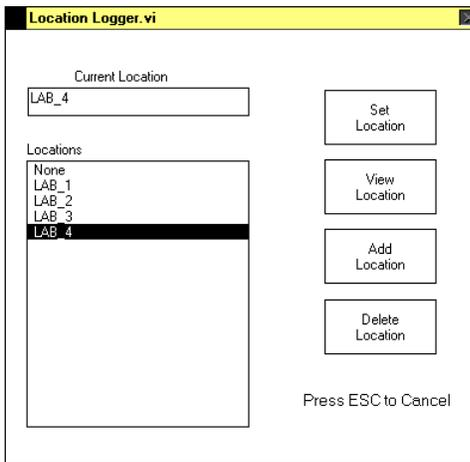 Location Logger.vi
Current Location
LAB_4
Locations
None
LAB_1
LAB_2
LAB_3
LAB_4
Set
Location
View
Location
Add
Location
Delete
Location
Press ESC to Cancel